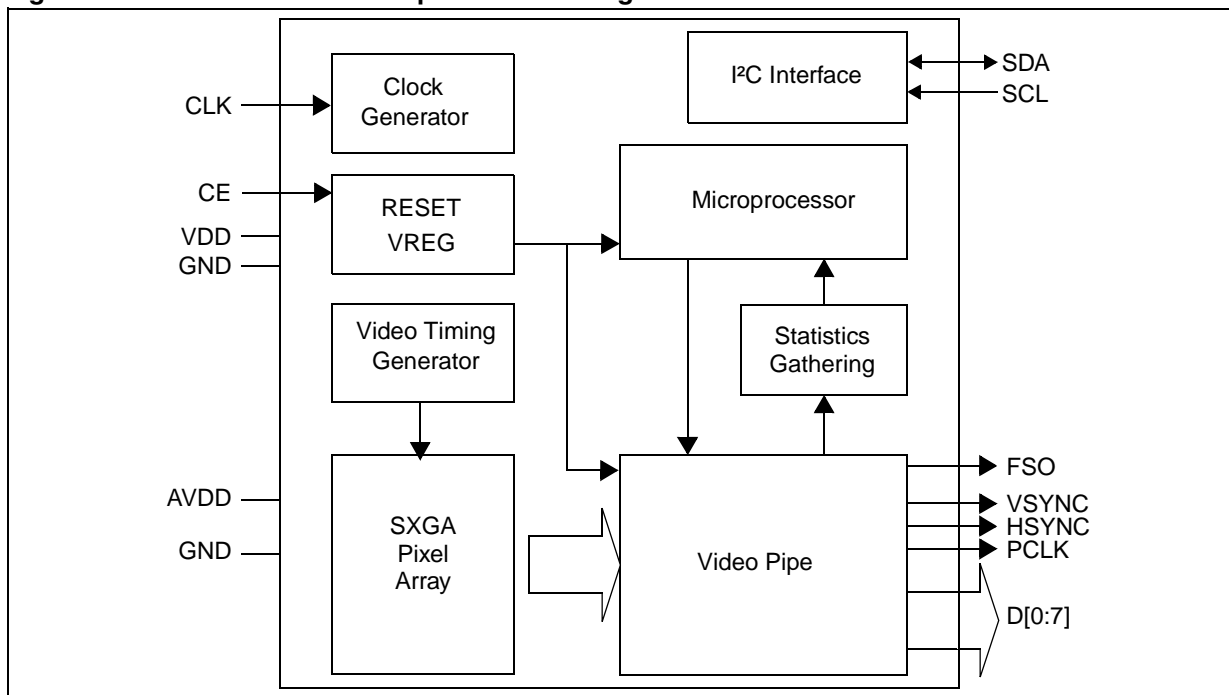 I²C Interface
SDA
SCL
Clock
Generator
CLK
CE
RESET
VREG
VDD
GND
Microprocessor
Video Timing
Generator
Statistics
Gathering
AVDD
GND
SXGA
Pixel
Array
Video Pipe
FSO
VSYNC
HSYNC
PCLK
D[0:7]